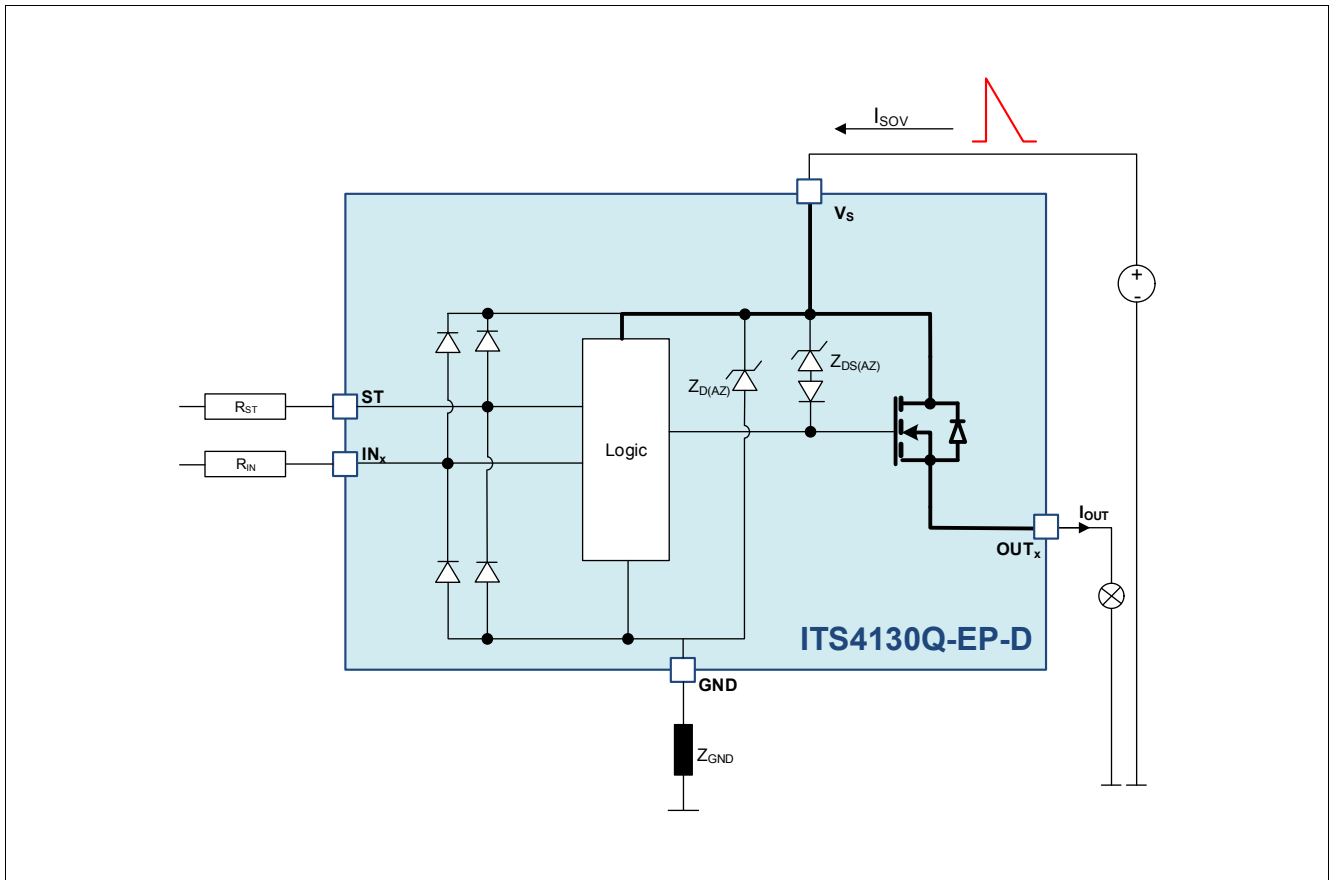 I_SOV
V_S
+
-
Z_D(AZ)
Z_DS(AZ)
R_ST
ST
Logic
R_IN
IN_x
I_OUT
OUT_x
ITS4130Q-EP-D
GND
Z_GND